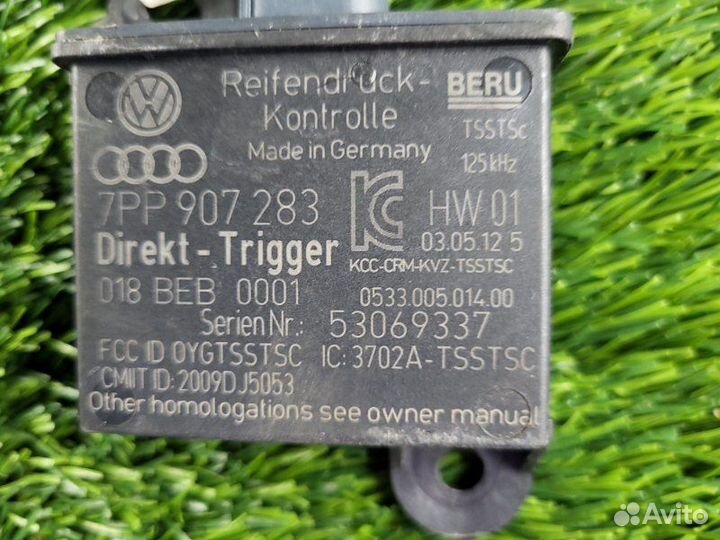 Reifendruck-
Kontrolle
Made in Germany
BERU
TSSTSc
125kHz
7PP 907 283
HW 01
Direkt - Trigger
03.05.12 5
KCC-CRM-KVZ-TSSTSC
018 BEB 0001
0533.005.014.00
Serien Nr.: 53069337
FCC ID OYGTSSTSC IC: 3702A-TSSTSC
CMIIT ID: 2009DJ5053
Other homologations see owner manual
Avito